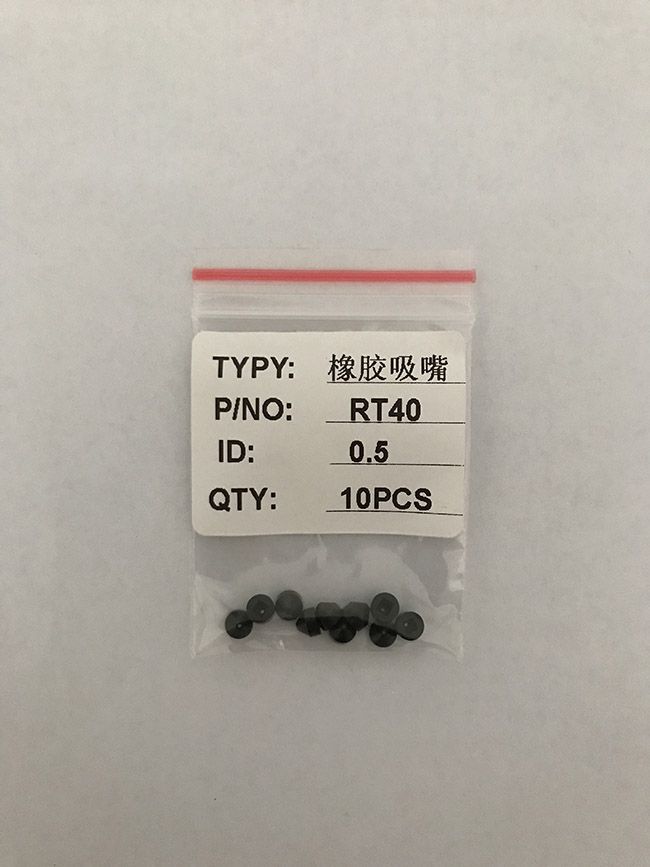 TYPY: 橡胶吸嘴
P/NO: RT40
ID: 0.5
QTY: 10PCS